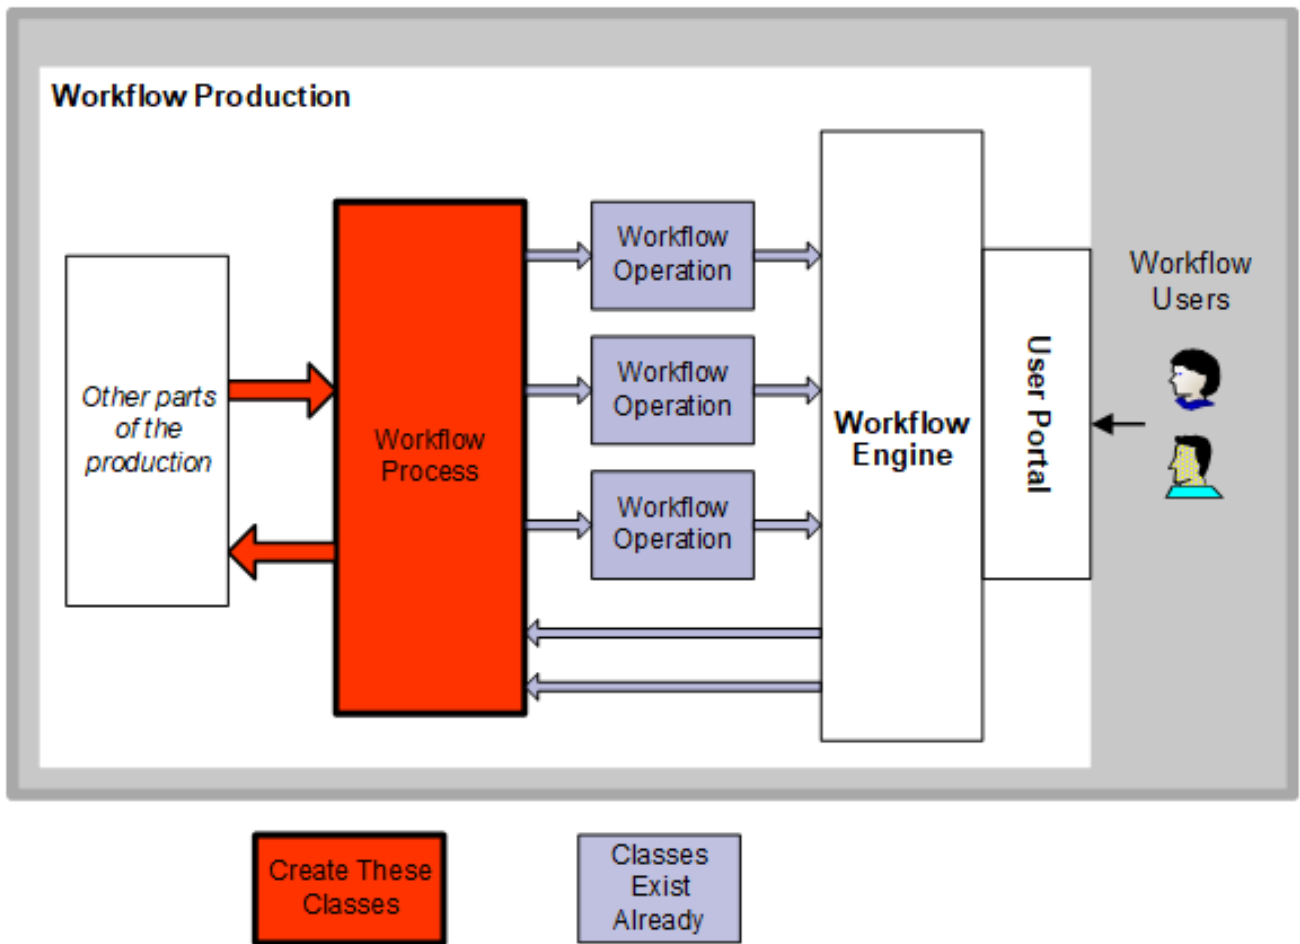 Workflow Production
Other parts
of the
production
Workflow
Process
Workflow
Operation
Workflow
Operation
Workflow
Operation
Workflow
Engine
User Portal
Workflow
Users
Create These
Classes
Classes
Exist
Already